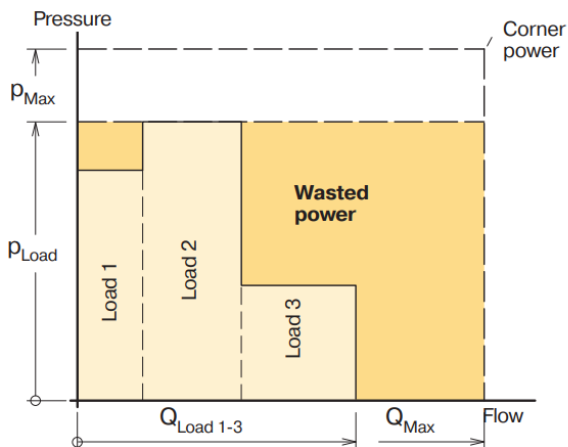 Pressure
Corner
power
pMax
Wasted
power
pLoad
Load 1
Load 2
Load 3
QLoad 1-3
QMax
Flow